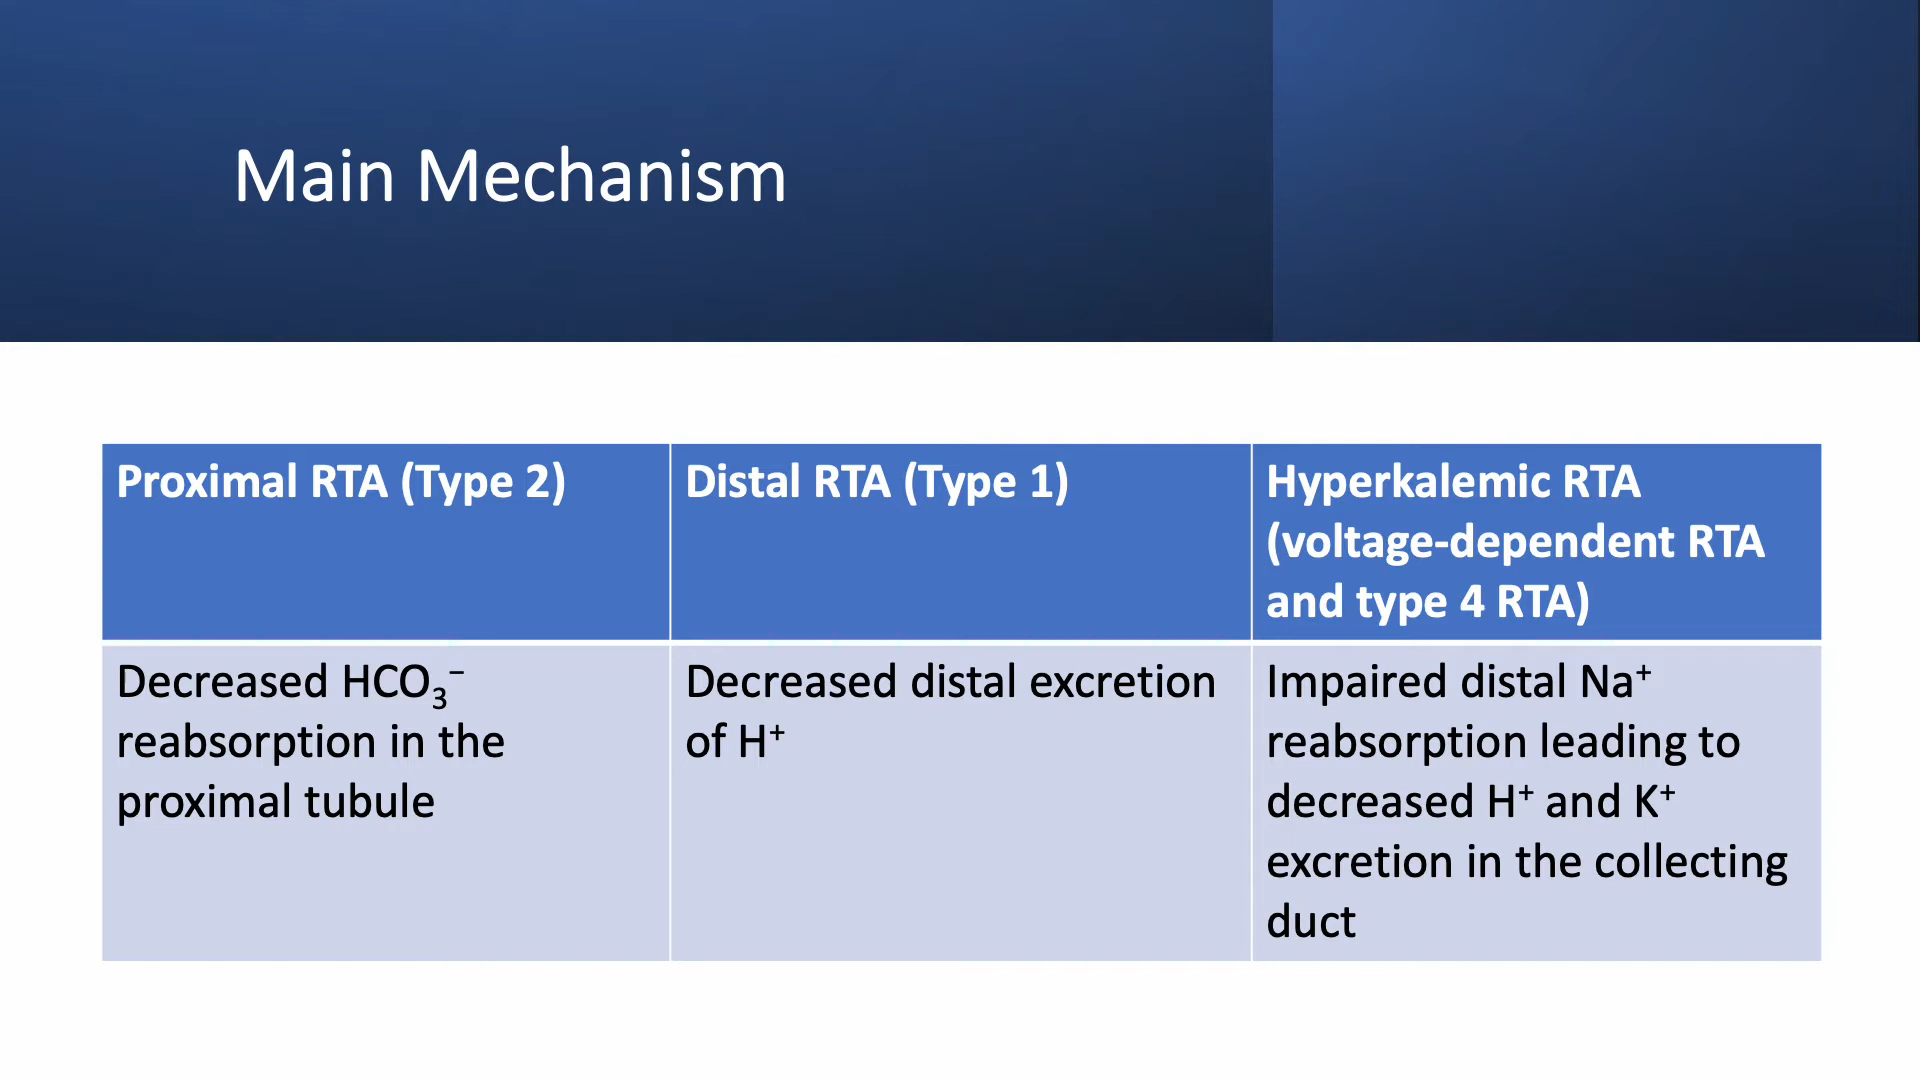 Main Mechanism
Proximal RTA (Type 2)
Distal RTA (Type 1)
Hyperkalemic RTA
(voltage-dependent RTA
and type 4 RTA)
Decreased HCO₃⁻
reabsorption in the
proximal tubule
Decreased distal excretion
of H⁺
Impaired distal Na⁺
reabsorption leading to
decreased H⁺ and K⁺
excretion in the collecting
duct